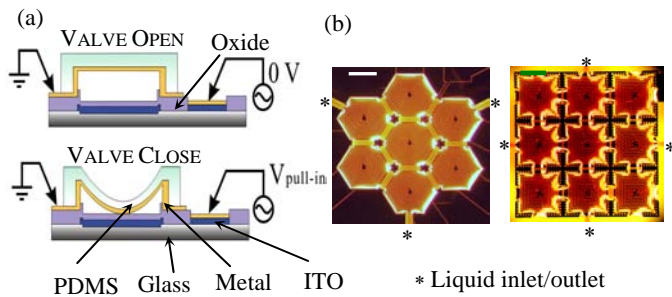 (a)
VALVE OPEN
Oxide
0 V
VALVE CLOSE
Vpull-in
PDMS Glass Metal ITO
(b)
*
*
*
*
*
*
*
* Liquid inlet/outlet